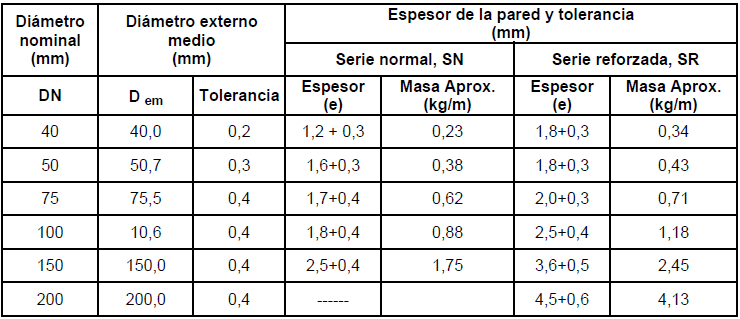 Diámetro nominal (mm) Diámetro externo medio (mm) Espesor de la pared y tolerancia (mm)
Serie normal, SN Serie reforzada, SR
DN D em Tolerancia Espesor (e) Masa Aprox. (kg/m) Espesor (e) Masa Aprox. (kg/m)
40 40,0 0,2 1,2 + 0,3 0,23 1,8+0,3 0,34
50 50,7 0,3 1,6+0,3 0,38 1,8+0,3 0,43
75 75,5 0,4 1,7+0,4 0,62 2,0+0,3 0,71
100 10,6 0,4 1,8+0,4 0,88 2,5+0,4 1,18
150 150,0 0,4 2,5+0,4 1,75 3,6+0,5 2,45
200 200,0 0,4 ------ 4,5+0,6 4,13